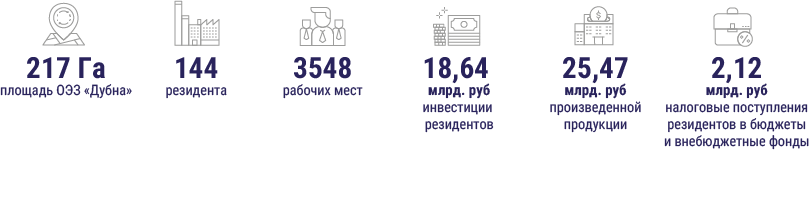 217 Га
площадь ОЭЗ «Дубна»
144
резидента
3548
рабочих мест
18,64
млрд. руб
инвестиции
резидентов
25,47
млрд. руб
произведенной
продукции
2,12
млрд. руб
налоговые поступления
резидентов в бюджеты
и внебюджетные фонды